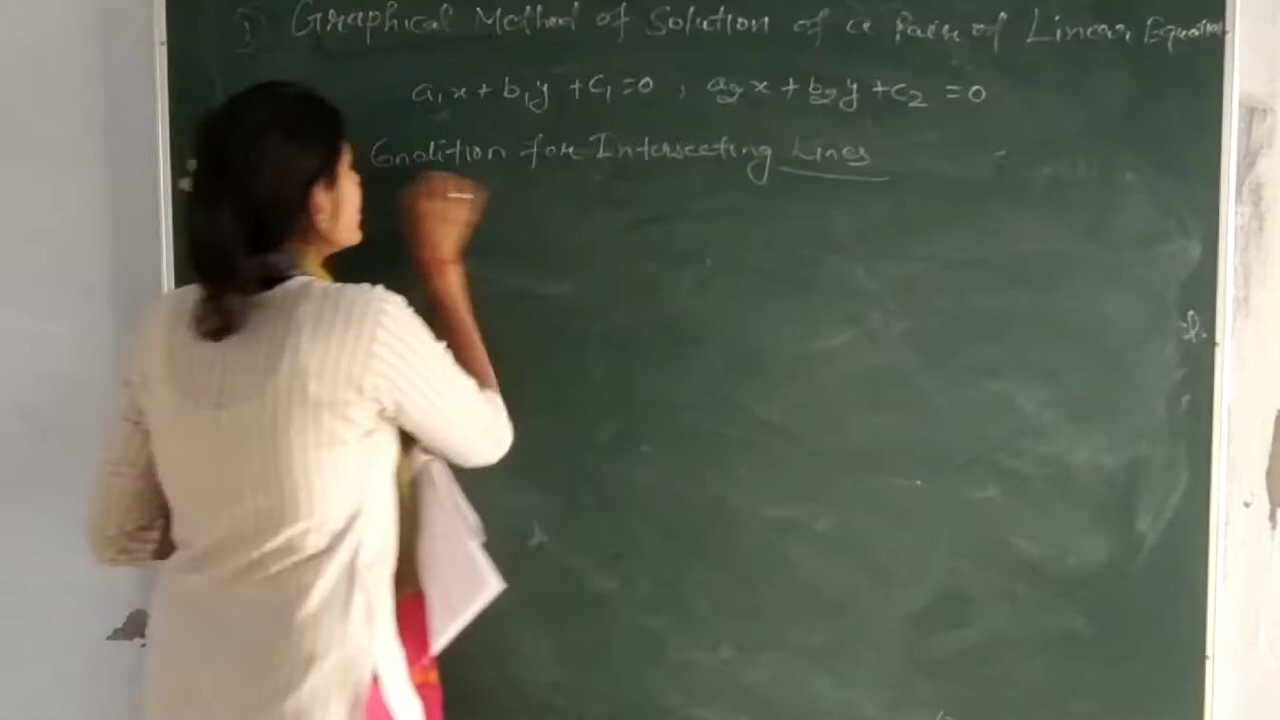 1) Graphical Method of Solution of a Pair of Linear Equation
a₁x + b₁y + c₁ = 0 , a₂x + b₂y + c₂ = 0
Condition for Intersecting Lines